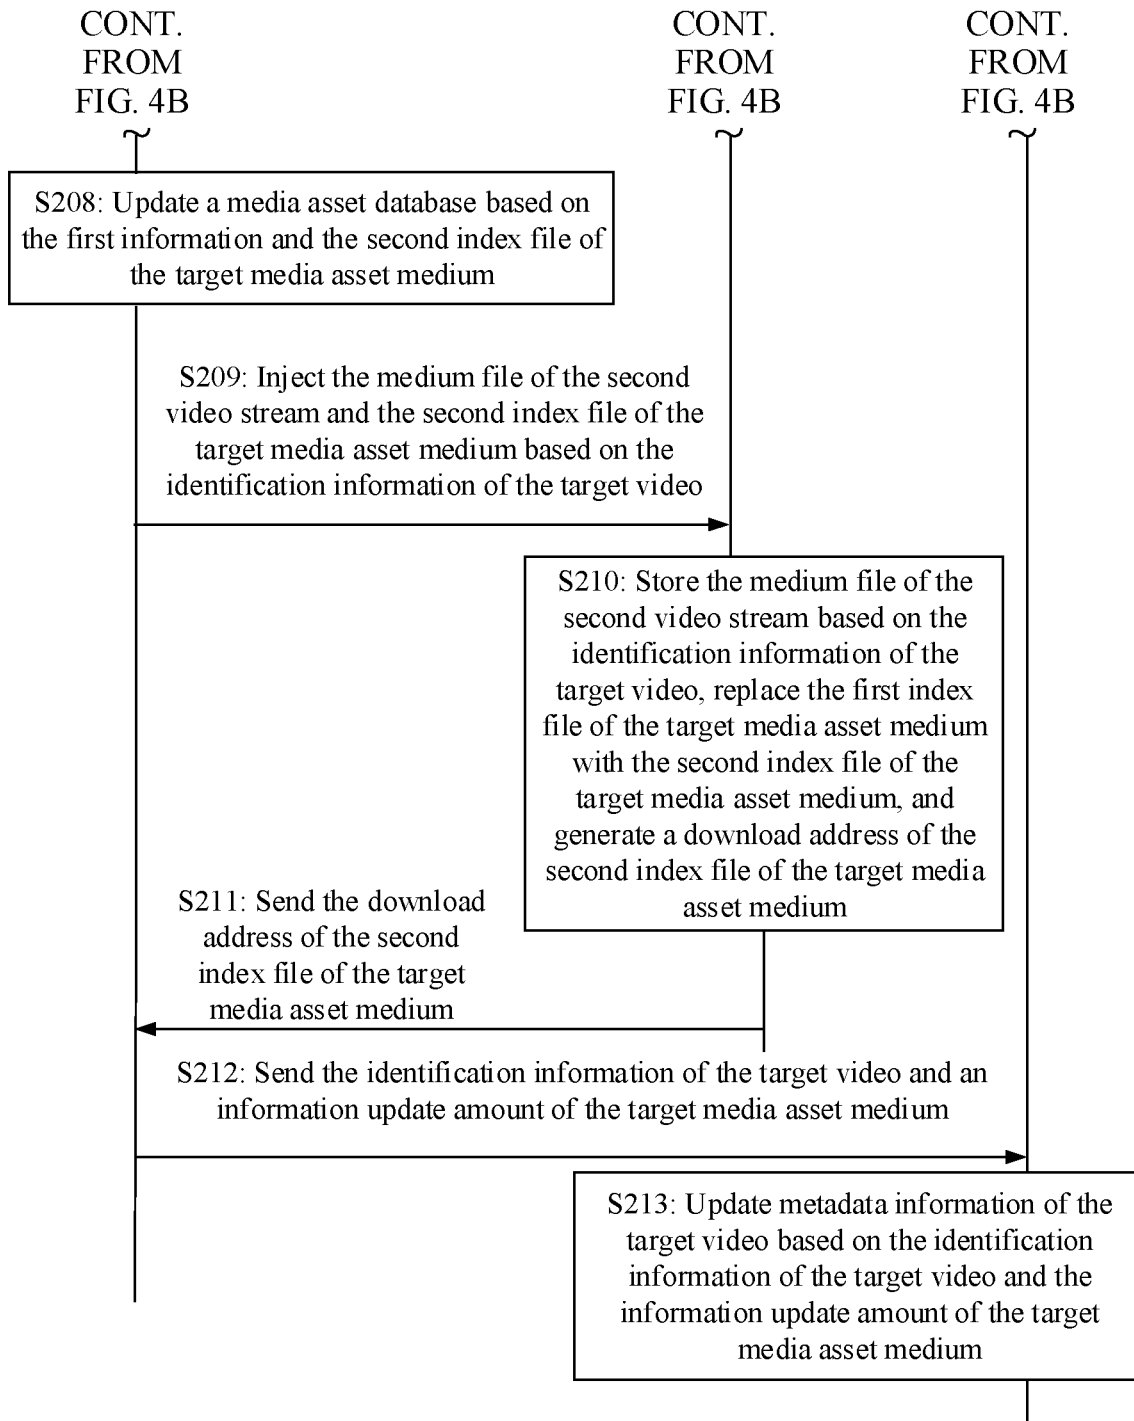 CONT.
FROM
FIG. 4B
CONT.
FROM
FIG. 4B
CONT.
FROM
FIG. 4B
S208: Update a media asset database based on
the first information and the second index file of
the target media asset medium
S209: Inject the medium file of the second
video stream and the second index file of the
target media asset medium based on the
identification information of the target video
S210: Store the medium file of the
second video stream based on the
identification information of the
target video, replace the first index
file of the target media asset medium
with the second index file of the
target media asset medium, and
generate a download address of the
second index file of the target media
asset medium
S211: Send the download
address of the second
index file of the target
media asset medium
S212: Send the identification information of the target video and an
information update amount of the target media asset medium
S213: Update metadata information of the
target video based on the identification
information of the target video and the
information update amount of the target
media asset medium